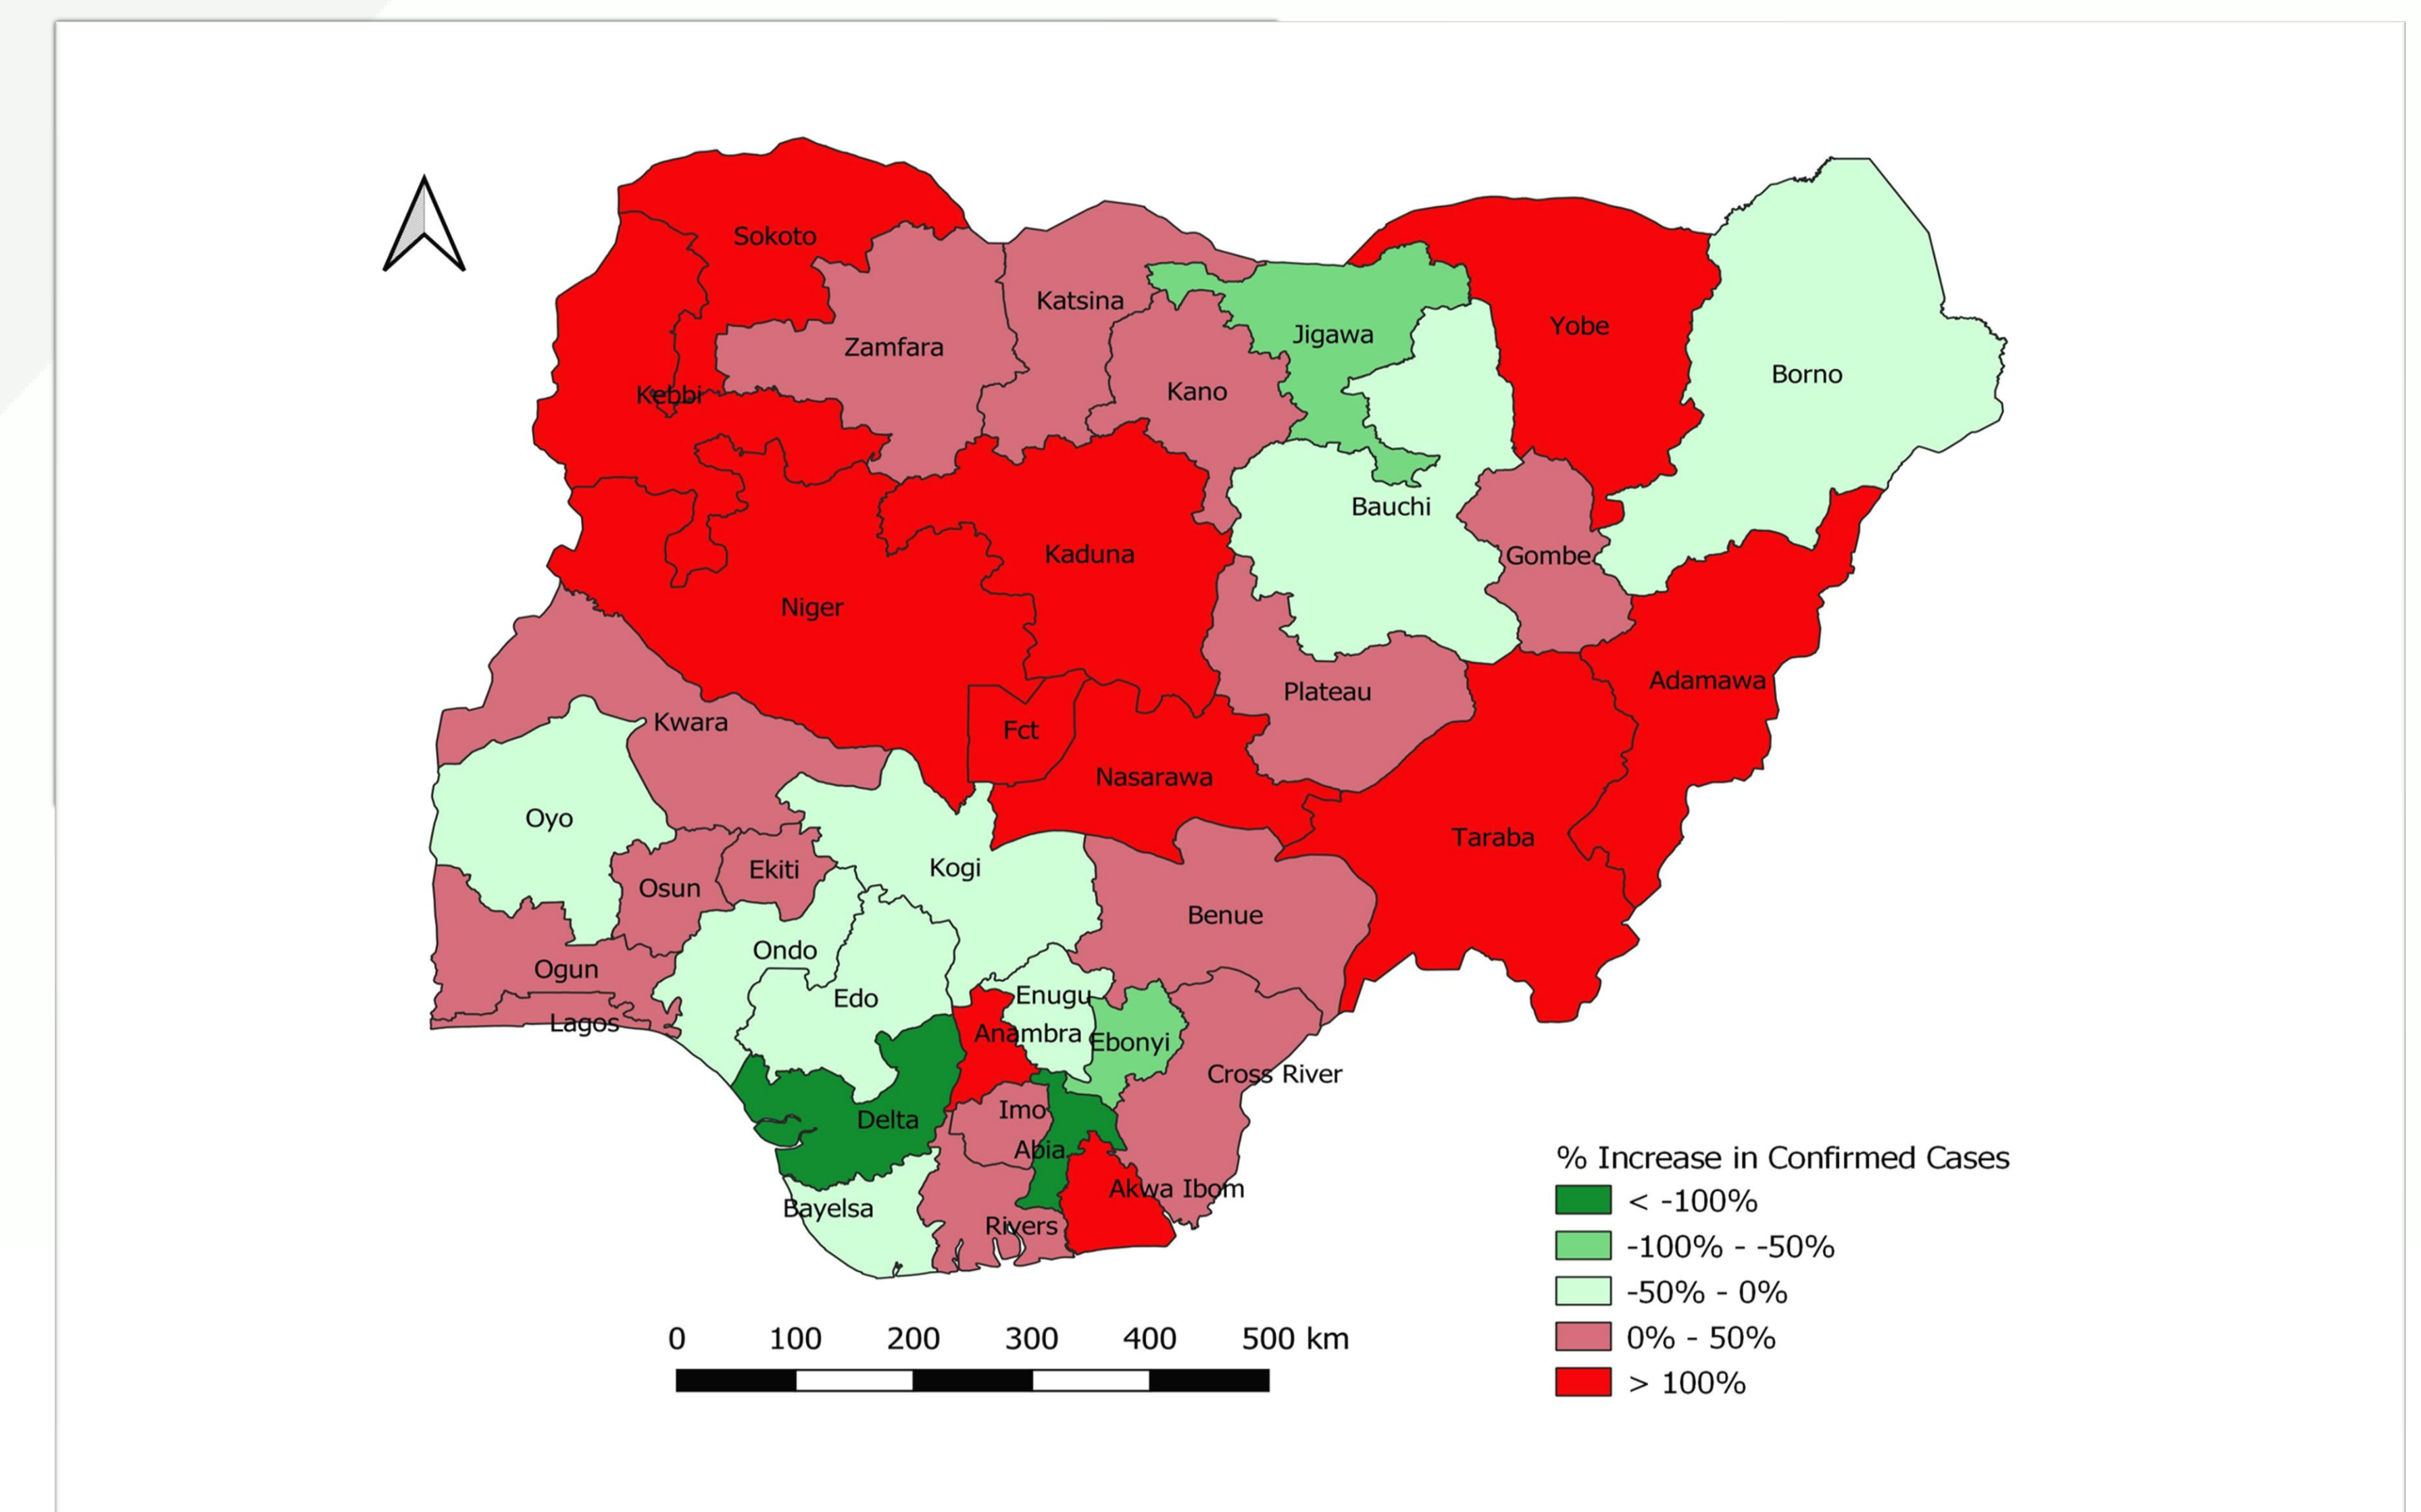 Sokoto
Katsina
Zamfara
Jigawa
Yobe
Borno
Kebbi
Kano
Bauchi
Kaduna
Gombe
Niger
Adamawa
Plateau
Kwara
Fct
Nasarawa
Oyo
Taraba
Ekiti
Kogi
Osun
Benue
Ondo
Ogun
Edo
Enugu
Lagos
Anambra
Ebonyi
Cross River
Imo
Delta
Abia
Akwa Ibom
Bayelsa
Rivers
% Increase in Confirmed Cases
< -100%
-100% - -50%
-50% - 0%
0% - 50%
> 100%
0 100 200 300 400 500 km